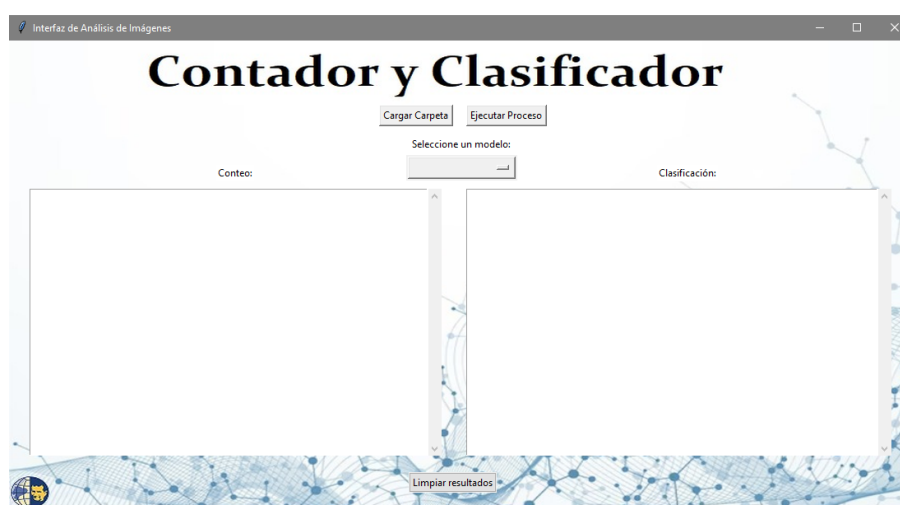 Interfaz de Análisis de Imágenes
Contador y Clasificador
Cargar Carpeta Ejecutar Proceso
Seleccione un modelo:
Conteo: Clasificación:
Limpiar resultados